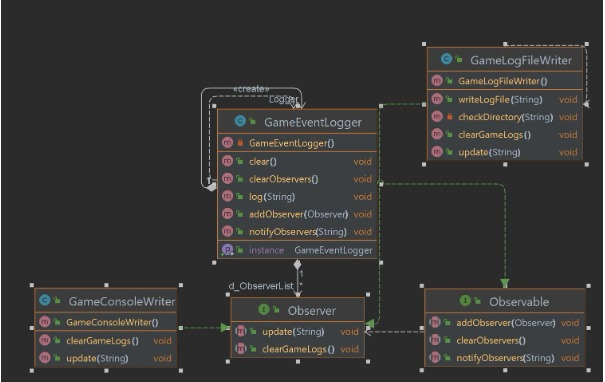 GameLogFileWriter
GameLogFileWriter()
writeLogFile(String) void
checkDirectory(String) void
clearGameLogs() void
update(String) void
«create»
Logger
1
GameEventLogger
GameEventLogger()
clear() void
clearObservers() void
log(String) void
addObserver(Observer) void
notifyObservers(String) void
instance GameEventLogger
1
d_ObserverList *
GameConsoleWriter
GameConsoleWriter()
clearGameLogs() void
update(String) void
Observer
update(String) void
clearGameLogs() void
Observable
addObserver(Observer) void
clearObservers() void
notifyObservers(String) void